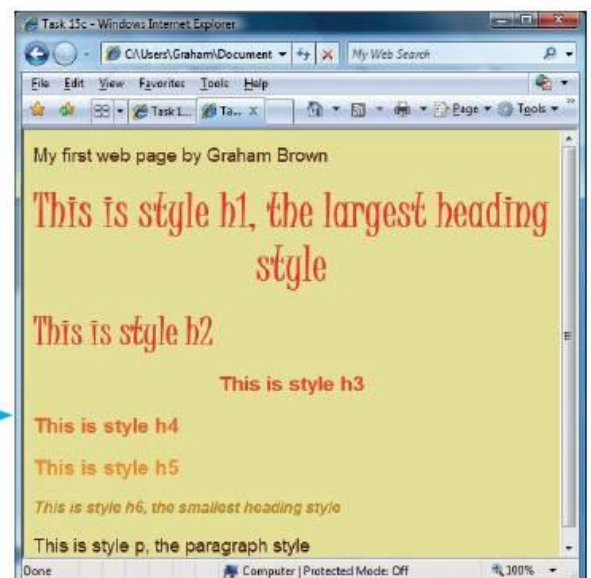 Task 15c - Windows Internet Explorer
C:\Users\Graham\Document
My Web Search
File Edit View Favorites Tools Help
Task 1... Ta... Page Tools
My first web page by Graham Brown
This is style h1, the largest heading
style
This is style h2
This is style h3
This is style h4
This is style h5
This is style h6, the smallest heading style
This is style p, the paragraph style
Done Computer | Protected Mode: Off 100%